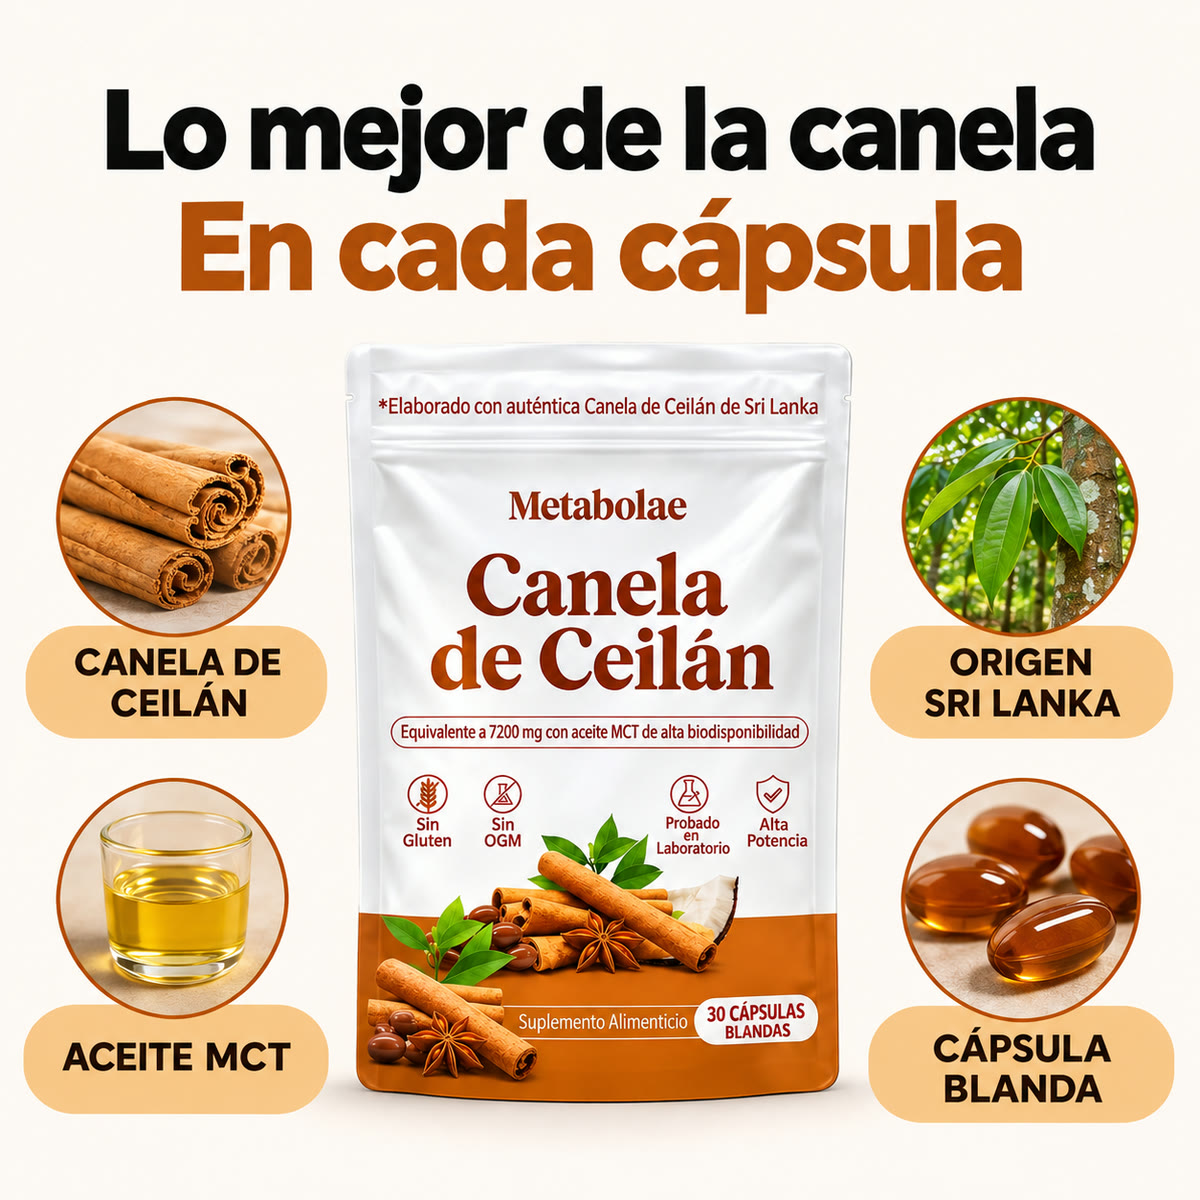 Lo mejor de la canela
En cada cápsula
*Elaborado con auténtica Canela de Ceilán de Sri Lanka
Metabolae
Canela
de Ceilán
Equivalente a 7200 mg con aceite MCT de alta biodisponibilidad
Sin
Gluten
Sin
OGM
Probado
en
Laboratorio
Alta
Potencia
Suplemento Alimenticio
30 CÁPSULAS
BLANDAS
CANELA DE
CEILÁN
ORIGEN
SRI LANKA
ACEITE MCT
CÁPSULA
BLANDA